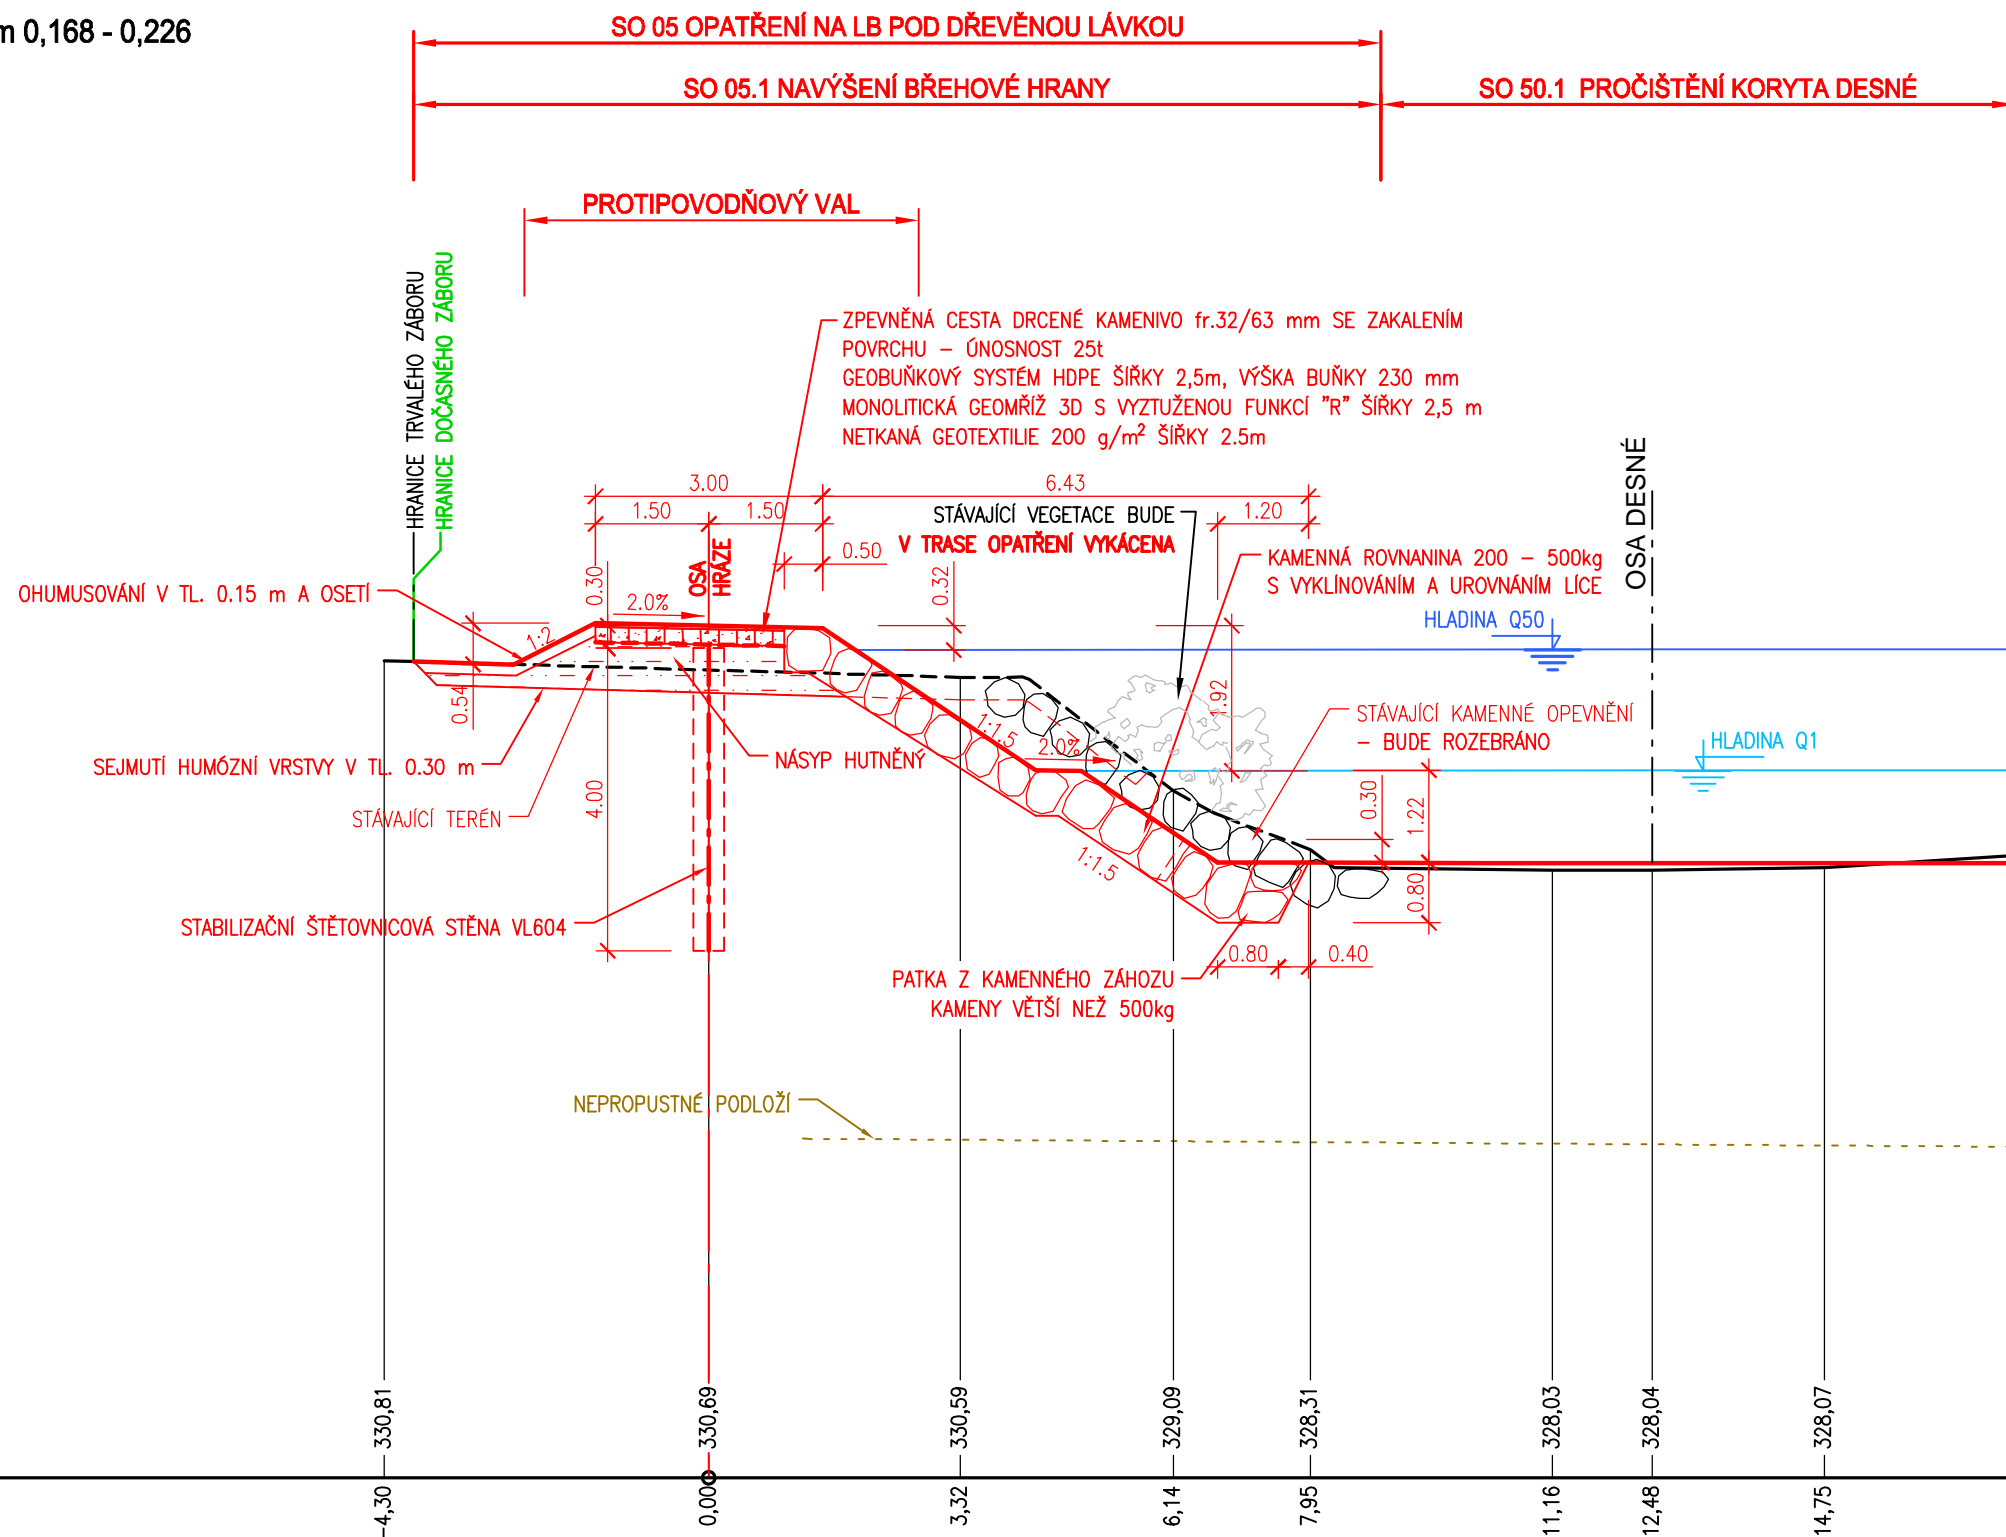 m 0,168 - 0,226
SO 05 OPATŘENÍ NA LB POD DŘEVĚNOU LÁVKOU
SO 05.1 NAVÝŠENÍ BŘEHOVÉ HRANY
SO 50.1 PROČIŠTĚNÍ KORYTA DESNÉ
PROTIPOVODŇOVÝ VAL
HRANICE TRVALÉHO ZÁBORU
HRANICE DOČASNÉHO ZÁBORU
ZPEVNĚNÁ CESTA DRCENÉ KAMENIVO fr.32/63 mm SE ZAKALENÍM
POVRCHU – ÚNOSNOST 25t
GEOBUŇKOVÝ SYSTÉM HDPE ŠÍŘKY 2,5m, VÝŠKA BUŇKY 230 mm
MONOLITICKÁ GEOMŘÍŽ 3D S VYZTUŽENOU FUNKCÍ "R" ŠÍŘKY 2,5 m
NETKANÁ GEOTEXTILIE 200 g/m² ŠÍŘKY 2.5m
3.00
6.43
1.50
1.50
1.20
STÁVAJÍCÍ VEGETACE BUDE
V TRASE OPATŘENÍ VYKÁCENA
0.50
OSA
HRÁZE
0.30
2.0%
0.32
KAMENNÁ ROVNANINA 200 – 500kg
S VYKLÍNOVÁNÍM A UROVNÁNÍM LÍCE
OSA DESNÉ
OHUMUSOVÁNÍ V TL. 0.15 m A OSETÍ
1:2
HLADINA Q50
0.54
1.92
STÁVAJÍCÍ KAMENNÉ OPEVNĚNÍ
– BUDE ROZEBRÁNO
HLADINA Q1
1:1.5
2.0%
NÁSYP HUTNĚNÝ
SEJMUTÍ HUMÓZNÍ VRSTVY V TL. 0.30 m
4.00
0.30
1.22
STÁVAJÍCÍ TERÉN
1:1.5
0.80
STABILIZAČNÍ ŠTĚTOVNICOVÁ STĚNA VL604
0.80
0.40
PATKA Z KAMENNÉHO ZÁHOZU
KAMENY VĚTŠÍ NEŽ 500kg
NEPROPUSTNÉ PODLOŽÍ
330,81
330,69
330,59
329,09
328,31
328,03
328,04
328,07
-4,30
0,000
3,32
6,14
7,95
11,16
12,48
14,75